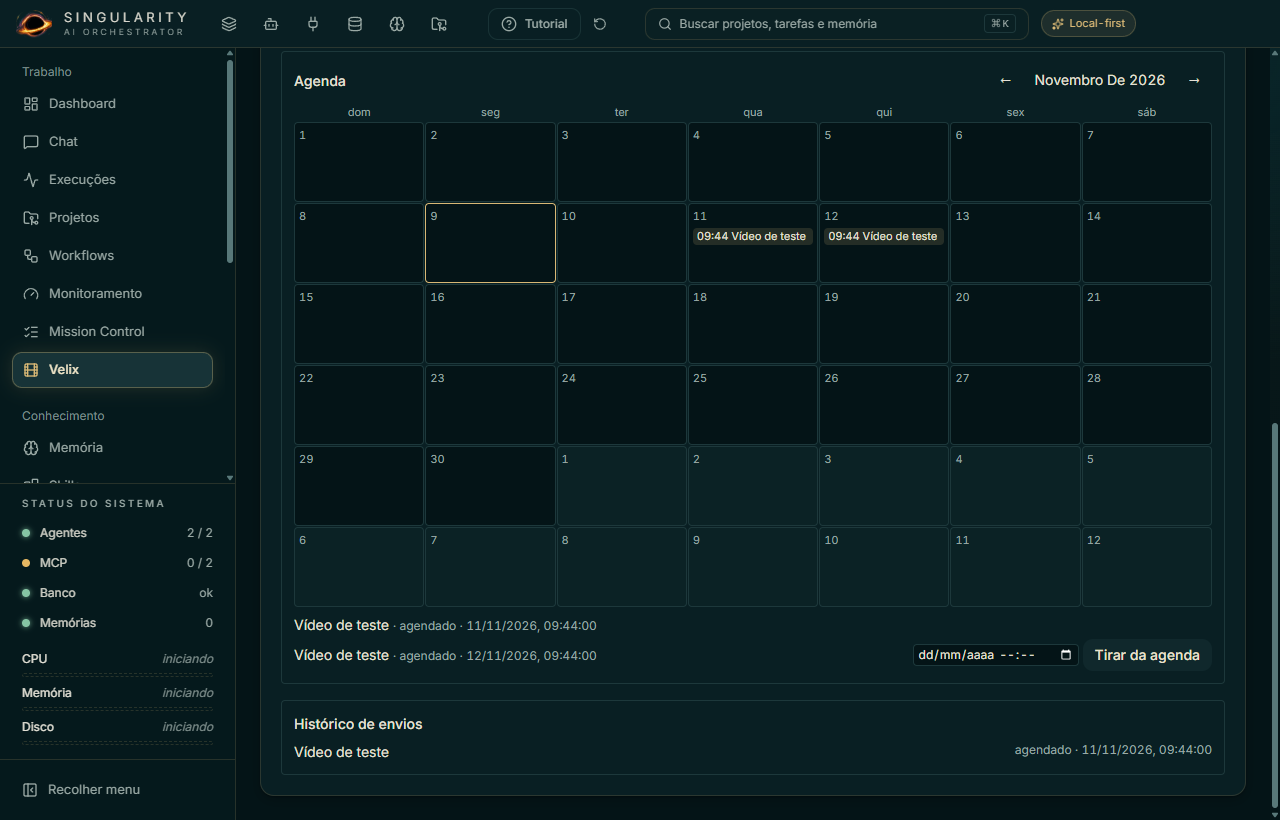 SINGULARITY
AI ORCHESTRATOR
Tutorial
Buscar projetos, tarefas e memória
⌘K
Local-first
Trabalho
Dashboard
Chat
Execuções
Projetos
Workflows
Monitoramento
Mission Control
Velix
Conhecimento
Memória
STATUS DO SISTEMA
Agentes 2 / 2
MCP 0 / 2
Banco ok
Memórias 0
CPU iniciando
Memória iniciando
Disco iniciando
Recolher menu
Agenda
← Novembro De 2026 →
dom seg ter qua qui sex sáb
1 2 3 4 5 6 7
8 9 10 11 12 13 14
09:44 Vídeo de teste 09:44 Vídeo de teste
15 16 17 18 19 20 21
22 23 24 25 26 27 28
29 30 1 2 3 4 5
6 7 8 9 10 11 12
Vídeo de teste · agendado · 11/11/2026, 09:44:00
Vídeo de teste · agendado · 12/11/2026, 09:44:00
dd/mm/aaaa --:-- Tirar da agenda
Histórico de envios
Vídeo de teste agendado · 11/11/2026, 09:44:00